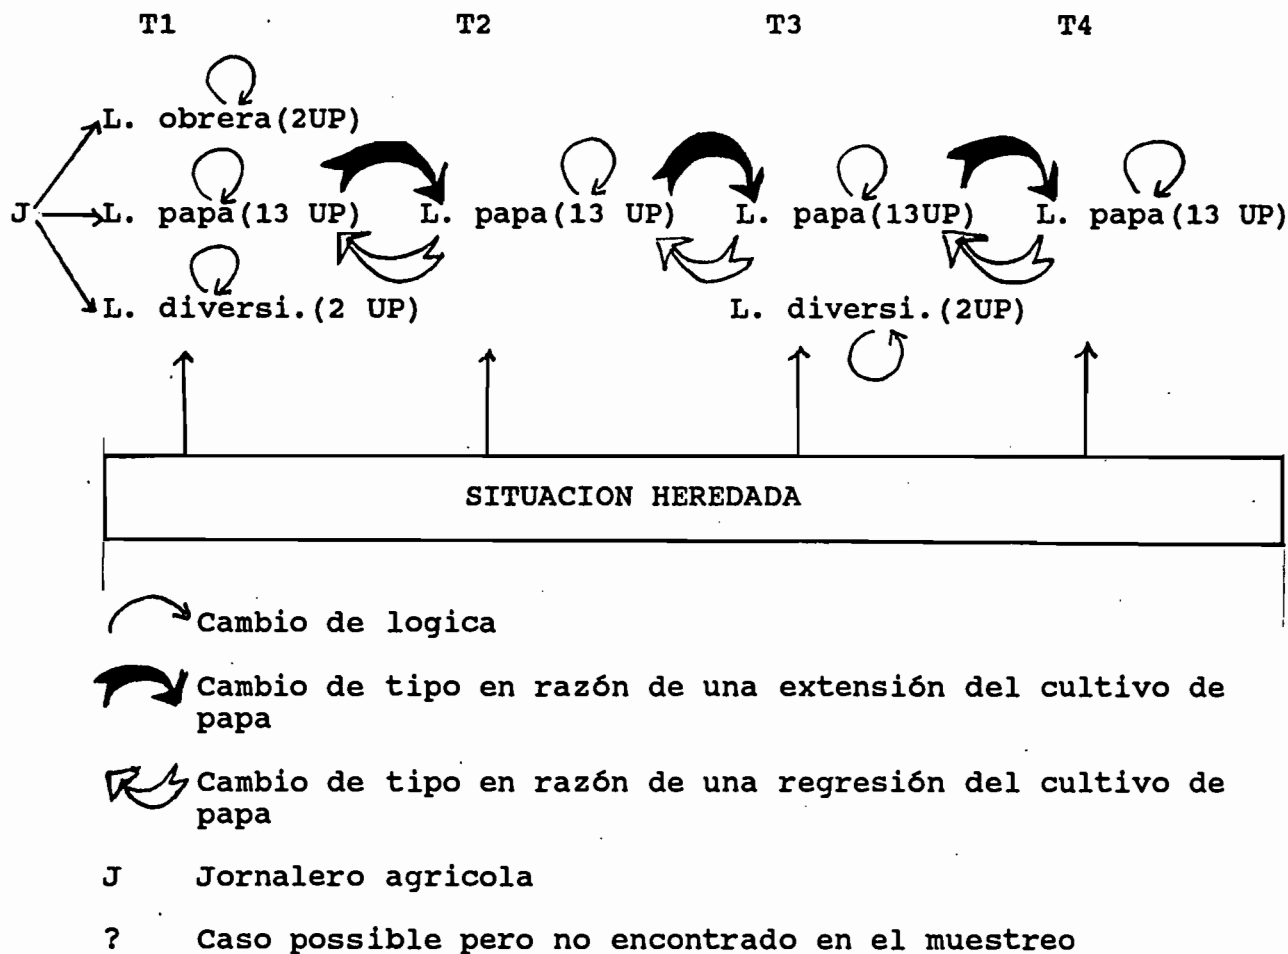 T1 T2 T3 T4
L. obrera(2UP)
J L. papa(13 UP) L. papa(13 UP) L. papa(13UP) L. papa(13 UP)
L. diversi.(2 UP) L. diversi.(2UP)
SITUACION HEREDADA
Cambio de logica
Cambio de tipo en razón de una extensión del cultivo de
papa
Cambio de tipo en razón de una regresión del cultivo de
papa
J Jornalero agricola
? Caso possible pero no encontrado en el muestreo